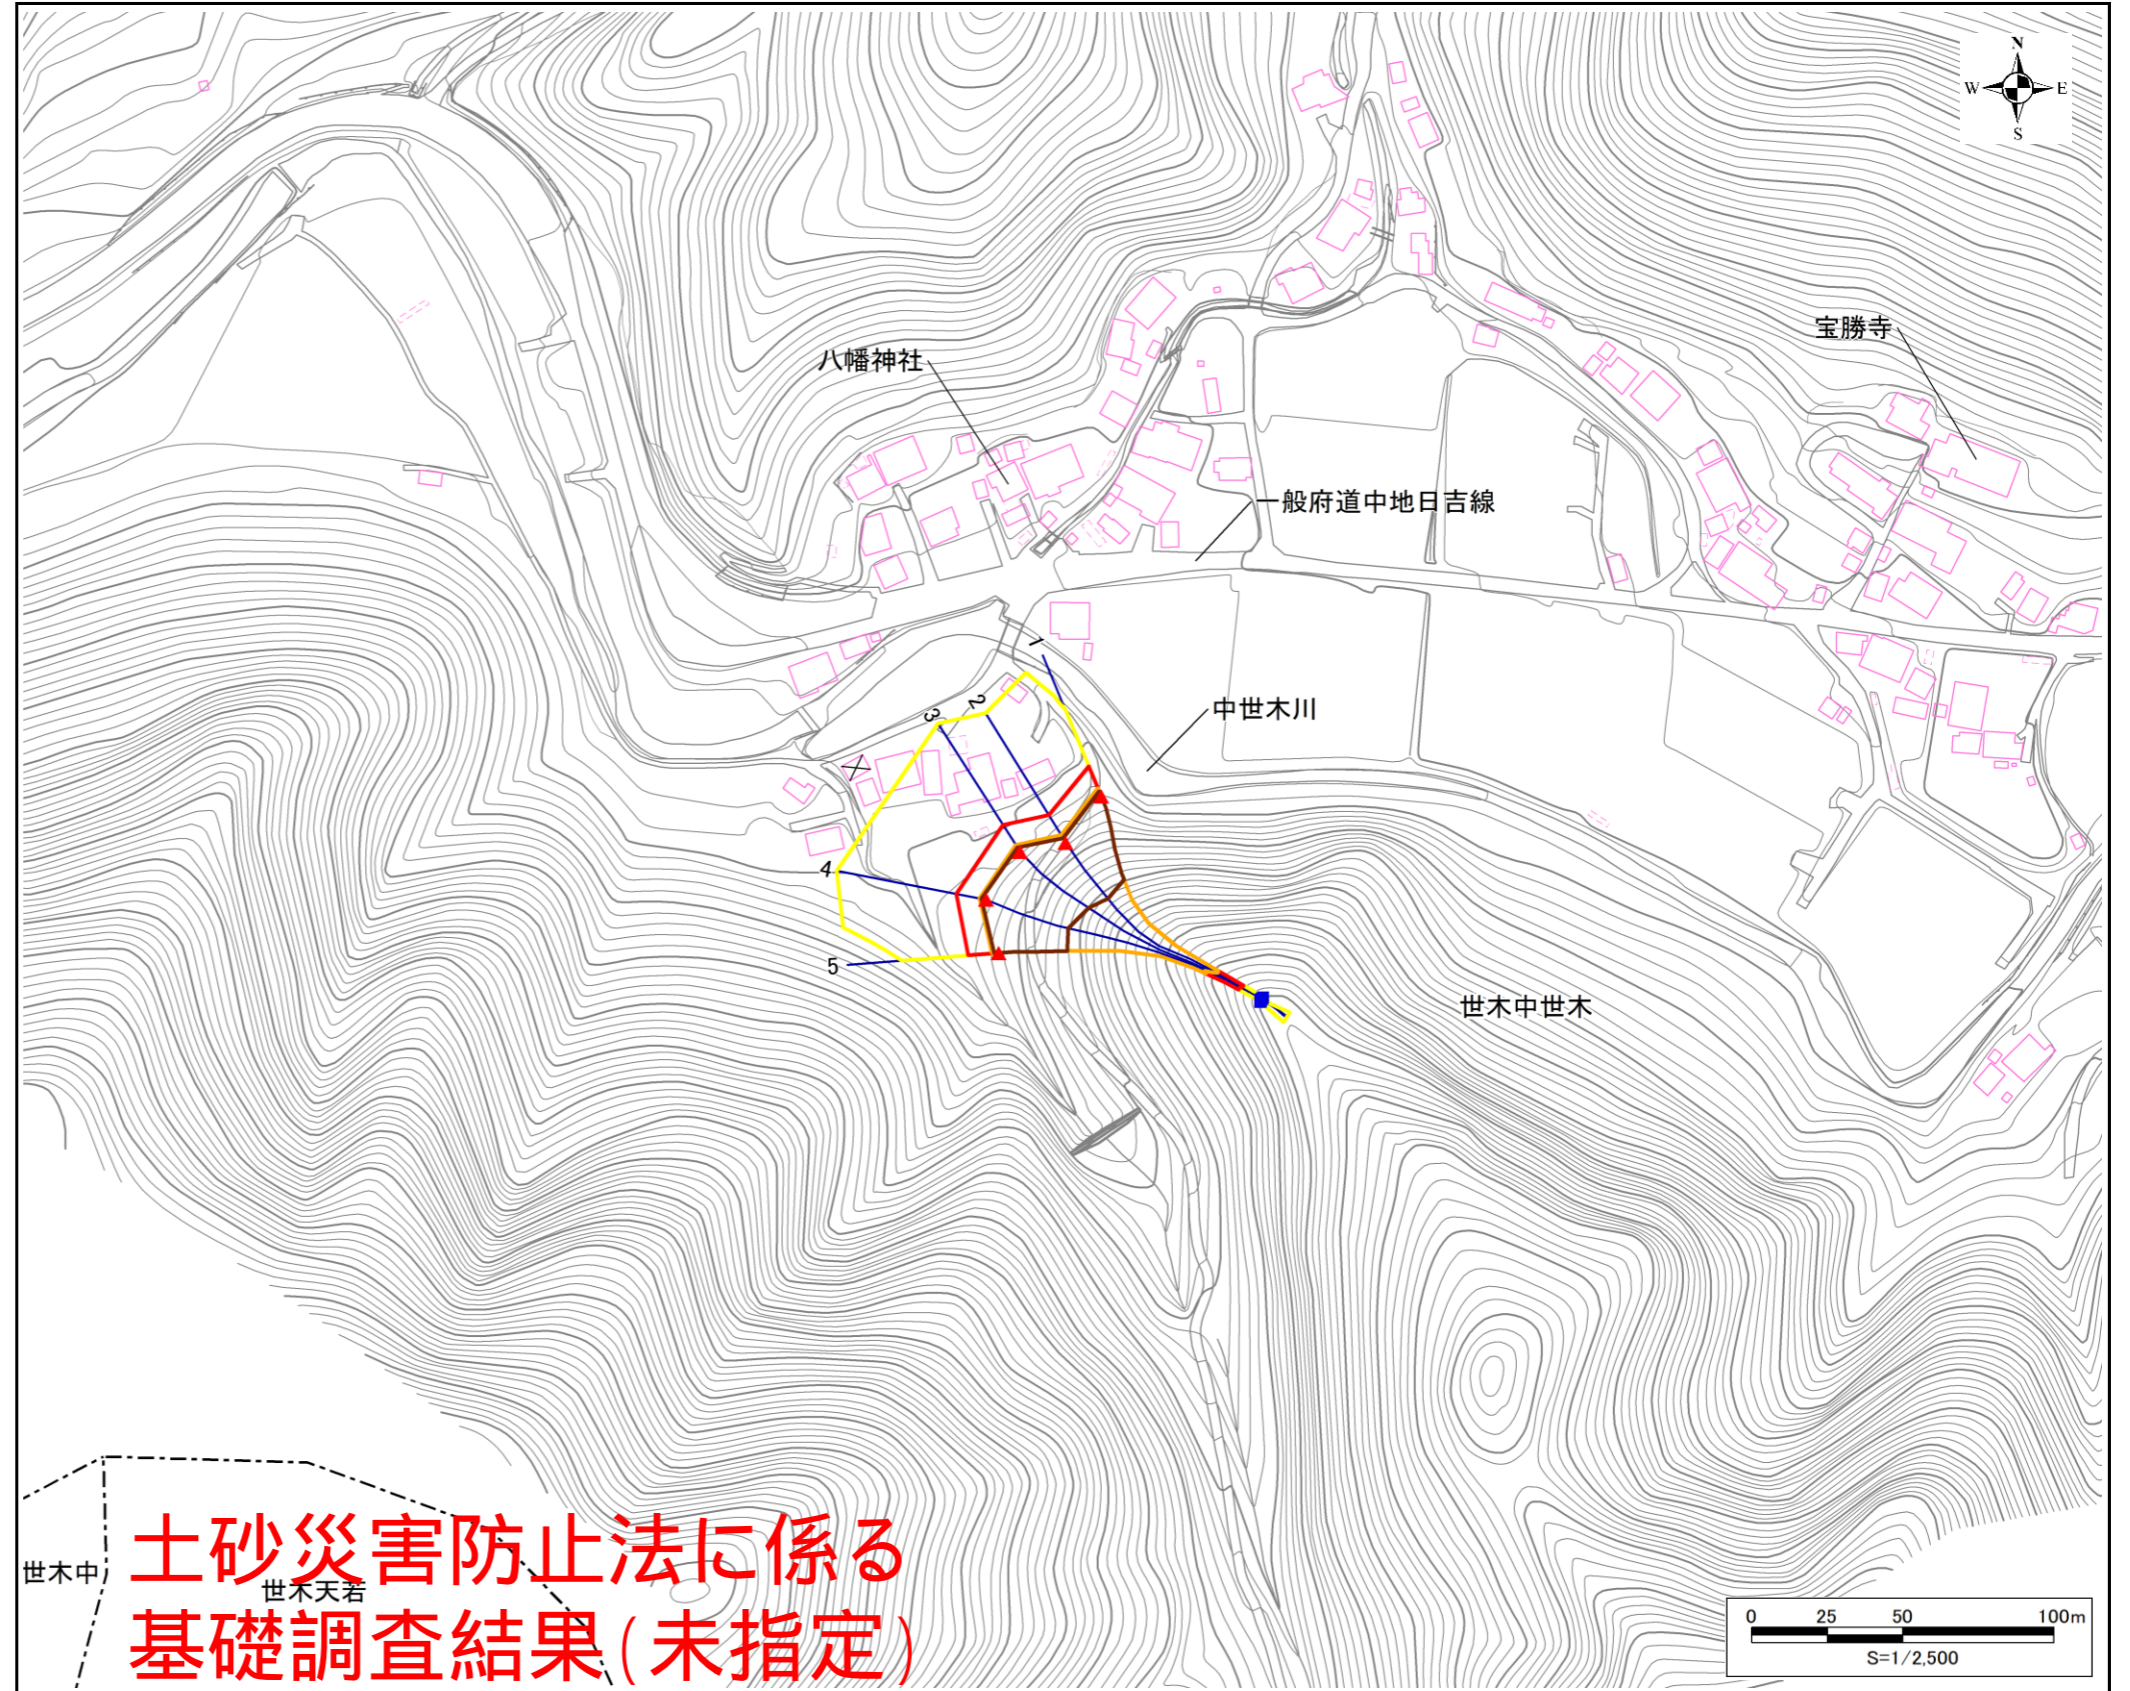 N
W E
S
宝勝寺
八幡神社
一般府道中地日吉線
1
2
3
中世木川
4
5
世木中世木
世木中
世木天若
土砂災害防止法に係る
基礎調査結果(未指定)
0 25 50 100m
S=1/2,500